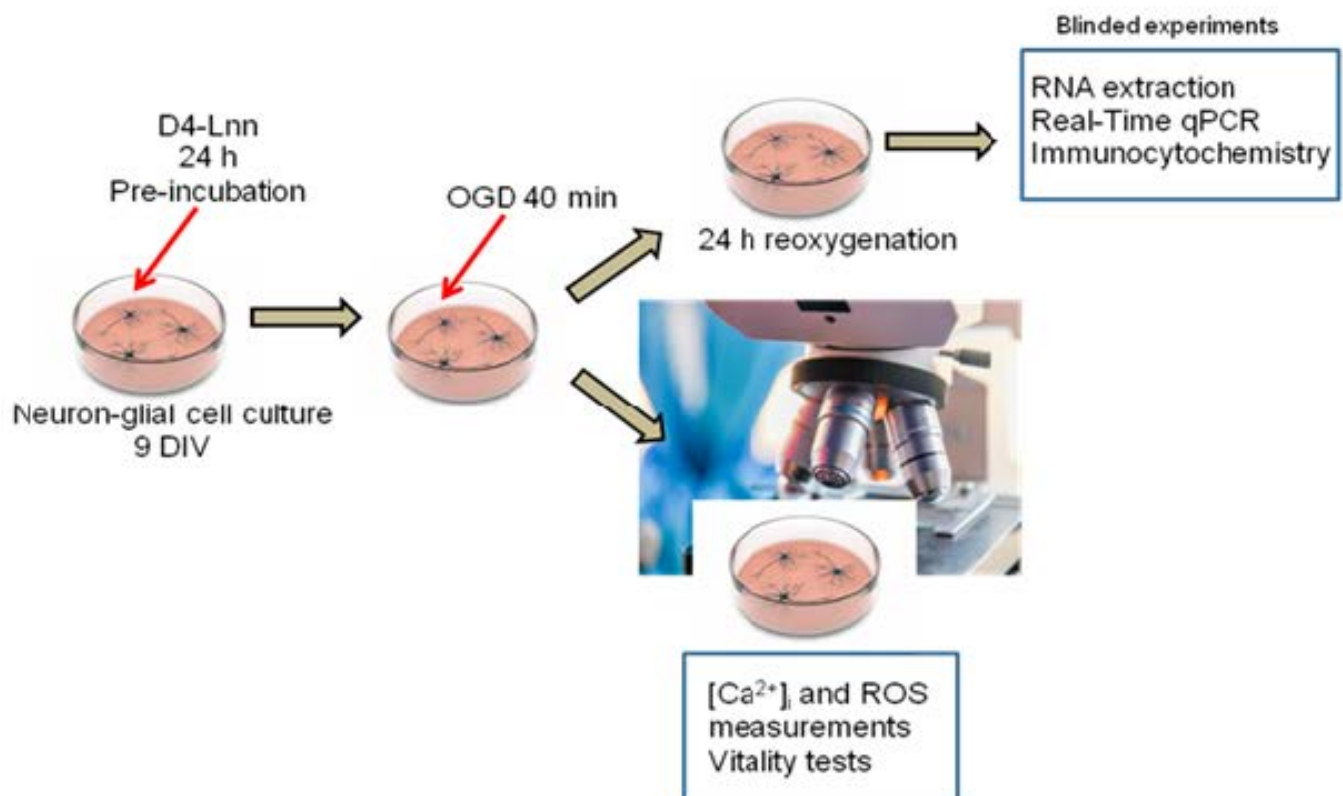 D4-Lnn
24 h
Pre-incubation
Neuron-glial cell culture
9 DIV
OGD 40 min
24 h reoxygenation
Blinded experiments
RNA extraction
Real-Time qPCR
Immunocytochemistry
[Ca²⁺]ᵢ and ROS
measurements
Vitality tests